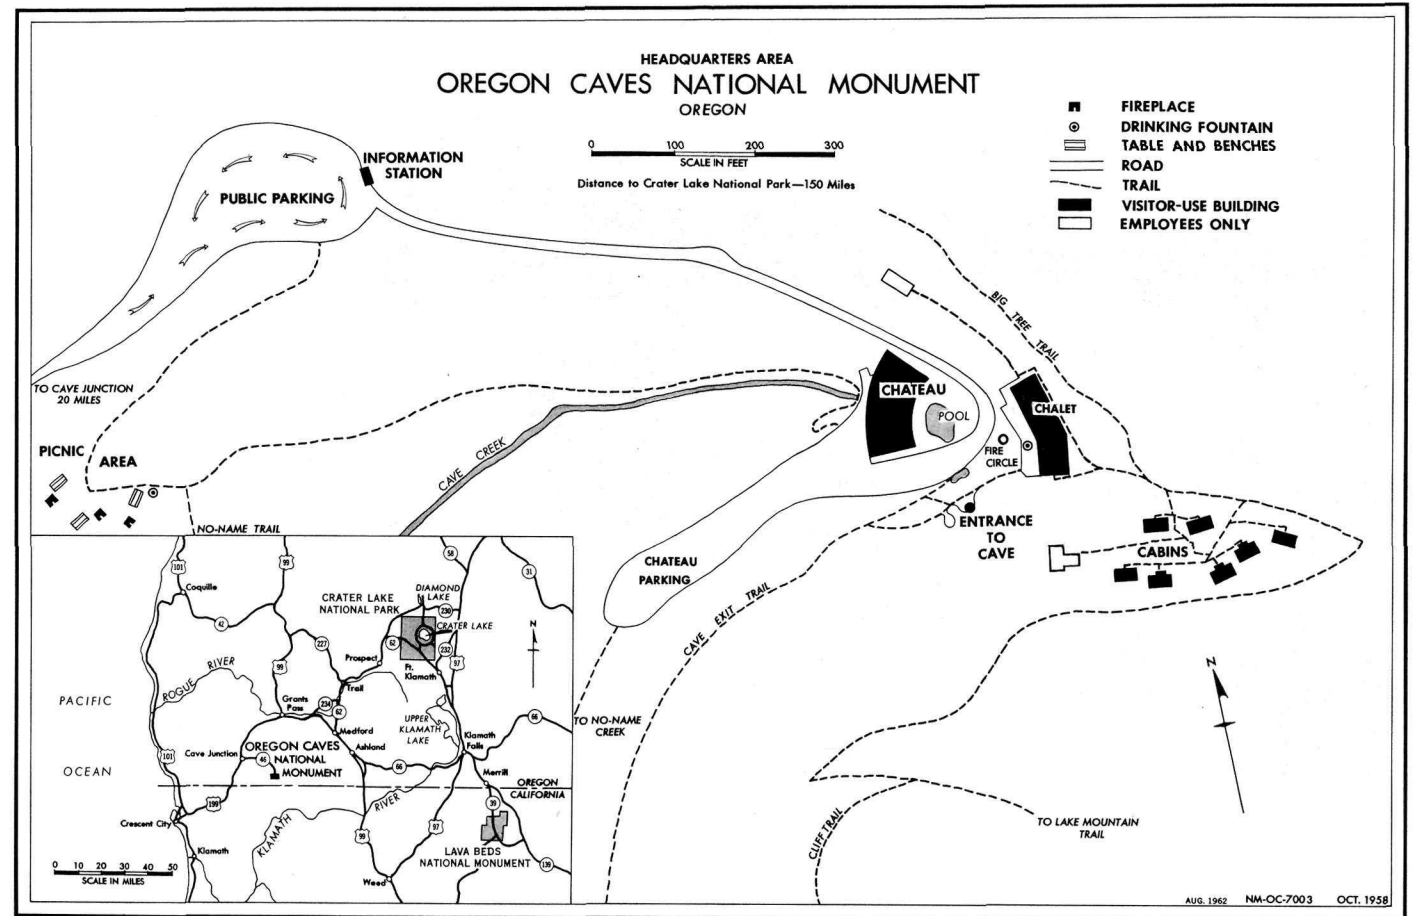 HEADQUARTERS AREA
OREGON CAVES NATIONAL MONUMENT
OREGON
0 100 200 300
SCALE IN FEET
Distance to Crater Lake National Park—150 Miles
FIREPLACE
DRINKING FOUNTAIN
TABLE AND BENCHES
ROAD
TRAIL
VISITOR-USE BUILDING
EMPLOYEES ONLY
INFORMATION
STATION
PUBLIC PARKING
BIG TREE TRAIL
TO CAVE JUNCTION
20 MILES
CHATEAU
POOL
CHALET
PICNIC
AREA
CAVE CREEK
FIRE
CIRCLE
NO-NAME TRAIL
ENTRANCE
TO
CAVE
CABINS
CHATEAU
PARKING
CAVE EXIT TRAIL
N
TO NO-NAME
CREEK
CLIFF TRAIL
TO LAKE MOUNTAIN
TRAIL
101
99
58
31
Coquille
CRATER LAKE
NATIONAL PARK
DIAMOND
LAKE
230
42
CRATER LAKE
N
227
62
232
97
99
Prospect
Ft.
Klamath
ROGUE RIVER
Trail
PACIFIC
Grants
Pass
234
62
UPPER
KLAMATH
LAKE
66
Medford
Klamath
Falls
101
Cave Junction
46
OREGON CAVES
NATIONAL
MONUMENT
Ashland
66
OCEAN
Merrill
OREGON
CALIFORNIA
199
RIVER
39
Crescent City
KLAMATH
99
97
Klamath
LAVA BEDS
NATIONAL MONUMENT
139
0 10 20 30 40 50
SCALE IN MILES
Weed
AUG. 1962 NM-OC-7003 OCT. 1958